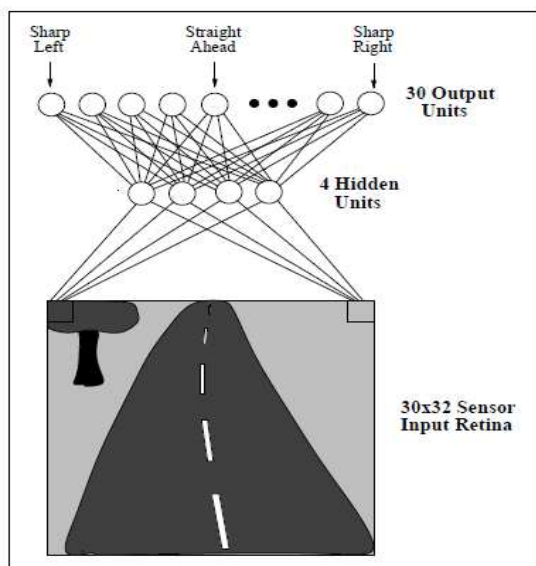 Sharp
Left
Straight
Ahead
Sharp
Right
30 Output
Units
4 Hidden
Units
30x32 Sensor
Input Retina